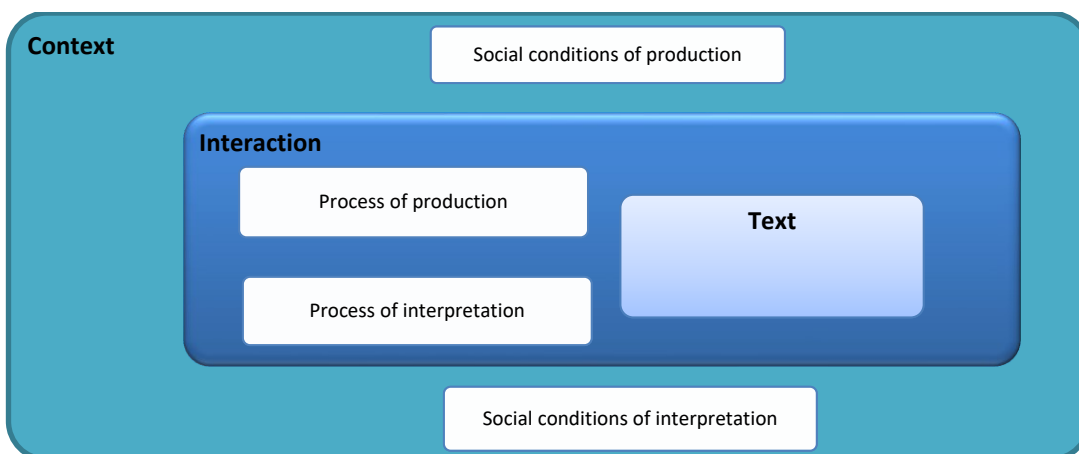 Context
Social conditions of production
Interaction
Process of production
Text
Process of interpretation
Social conditions of interpretation